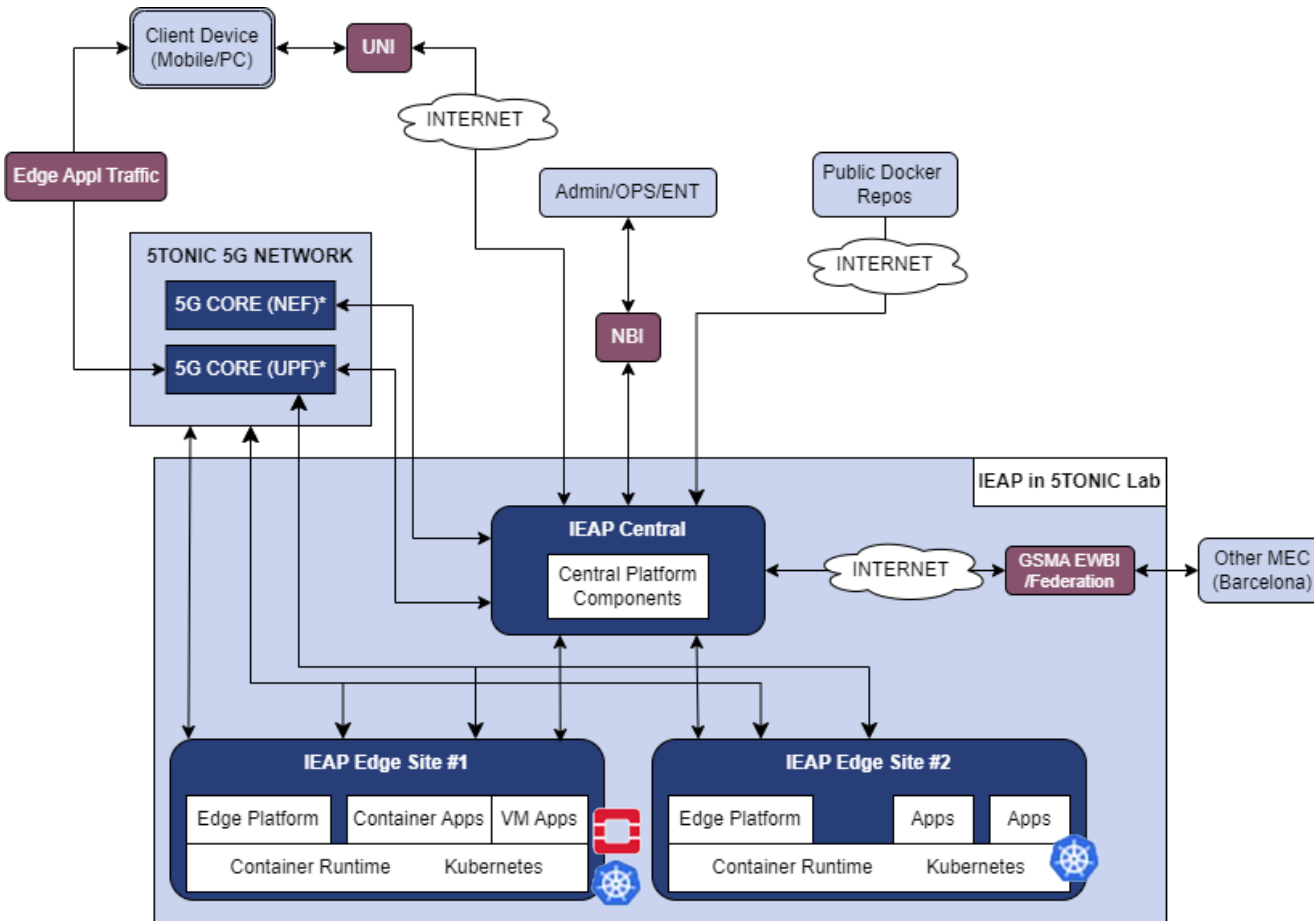 Client Device
(Mobile/PC)
UNI
INTERNET
Edge Appl Traffic
Admin/OPS/ENT
Public Docker
Repos
INTERNET
5TONIC 5G NETWORK
5G CORE (NEF)*
5G CORE (UPF)*
NBI
IEAP in 5TONIC Lab
IEAP Central
Central Platform
Components
INTERNET
GSMA EWBI
/Federation
Other MEC
(Barcelona)
IEAP Edge Site #1
Edge Platform
Container Apps
VM Apps
Container Runtime
Kubernetes
IEAP Edge Site #2
Edge Platform
Apps
Apps
Container Runtime
Kubernetes